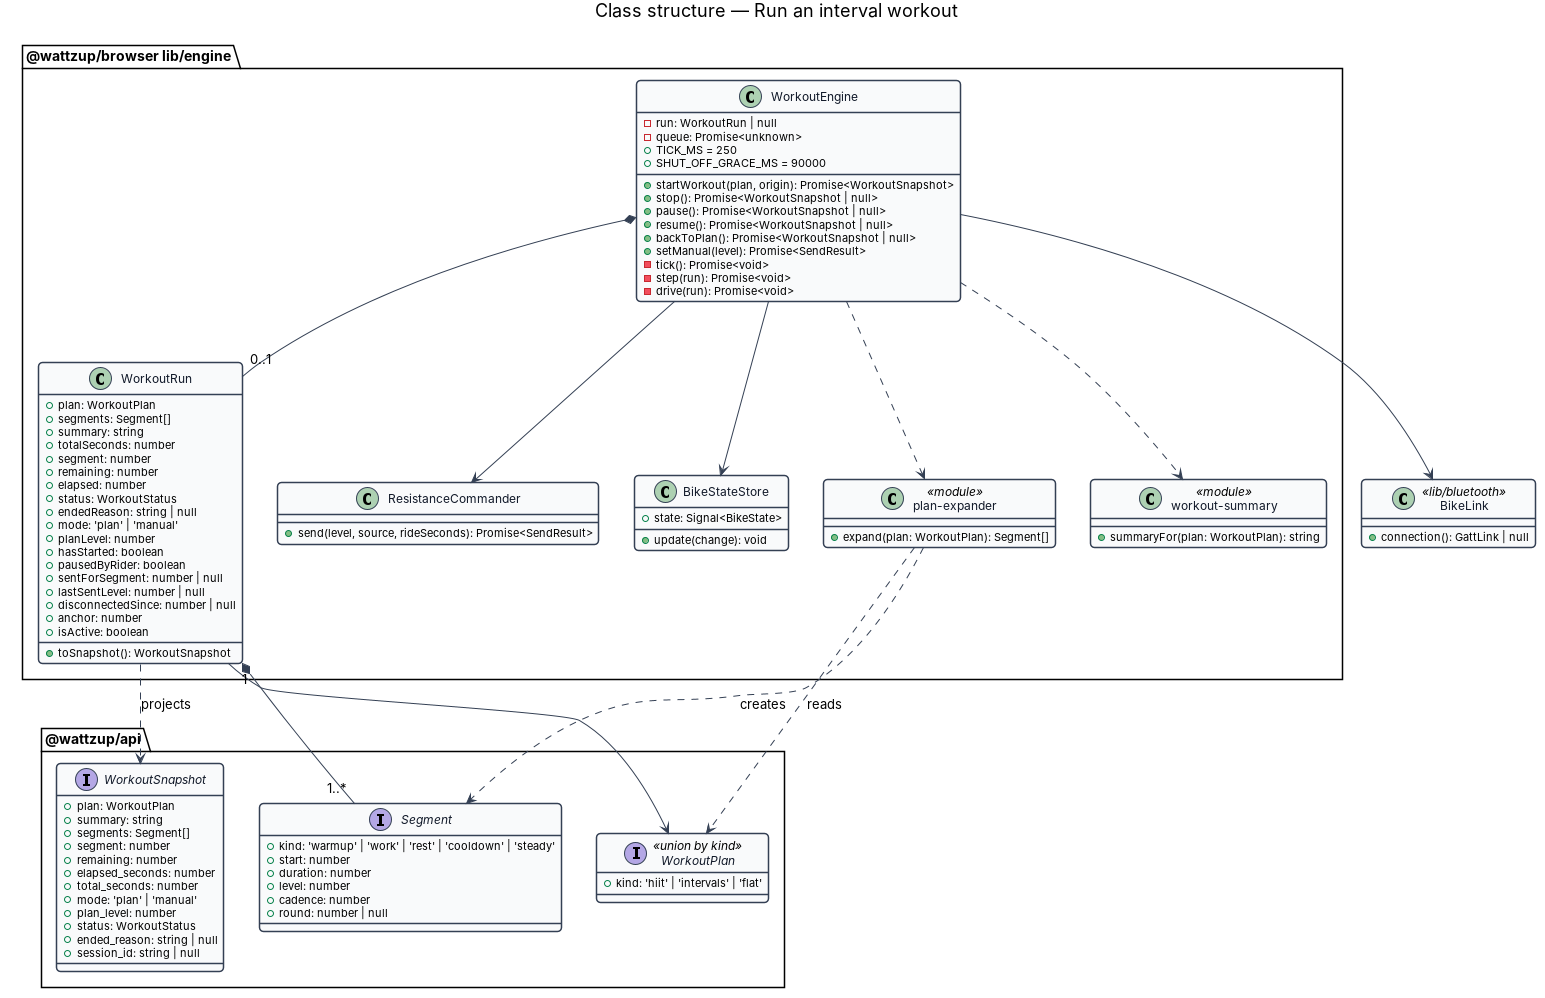 Class structure — Run an interval workout
@wattzup/browser lib/engine
C WorkoutEngine
run: WorkoutRun | null
queue: Promise<unknown>
TICK_MS = 250
SHUT_OFF_GRACE_MS = 90000
startWorkout(plan, origin): Promise<WorkoutSnapshot>
stop(): Promise<WorkoutSnapshot | null>
pause(): Promise<WorkoutSnapshot | null>
resume(): Promise<WorkoutSnapshot | null>
backToPlan(): Promise<WorkoutSnapshot | null>
setManual(level): Promise<SendResult>
tick(): Promise<void>
step(run): Promise<void>
drive(run): Promise<void>
0..1
C WorkoutRun
plan: WorkoutPlan
segments: Segment[]
summary: string
totalSeconds: number
segment: number
remaining: number
elapsed: number
status: WorkoutStatus
endedReason: string | null
mode: 'plan' | 'manual'
planLevel: number
hasStarted: boolean
pausedByRider: boolean
sentForSegment: number | null
lastSentLevel: number | null
disconnectedSince: number | null
anchor: number
isActive: boolean
toSnapshot(): WorkoutSnapshot
C ResistanceCommander
send(level, source, rideSeconds): Promise<SendResult>
C BikeStateStore
state: Signal<BikeState>
update(change): void
C «module»
plan-expander
expand(plan: WorkoutPlan): Segment[]
C «module»
workout-summary
summaryFor(plan: WorkoutPlan): string
C «lib/bluetooth»
BikeLink
connection(): GattLink | null
1
projects
creates
reads
@wattzup/api
1..*
I WorkoutSnapshot
plan: WorkoutPlan
summary: string
segments: Segment[]
segment: number
remaining: number
elapsed_seconds: number
total_seconds: number
mode: 'plan' | 'manual'
plan_level: number
status: WorkoutStatus
ended_reason: string | null
session_id: string | null
I Segment
kind: 'warmup' | 'work' | 'rest' | 'cooldown' | 'steady'
start: number
duration: number
level: number
cadence: number
round: number | null
I «union by kind»
WorkoutPlan
kind: 'hiit' | 'intervals' | 'flat'